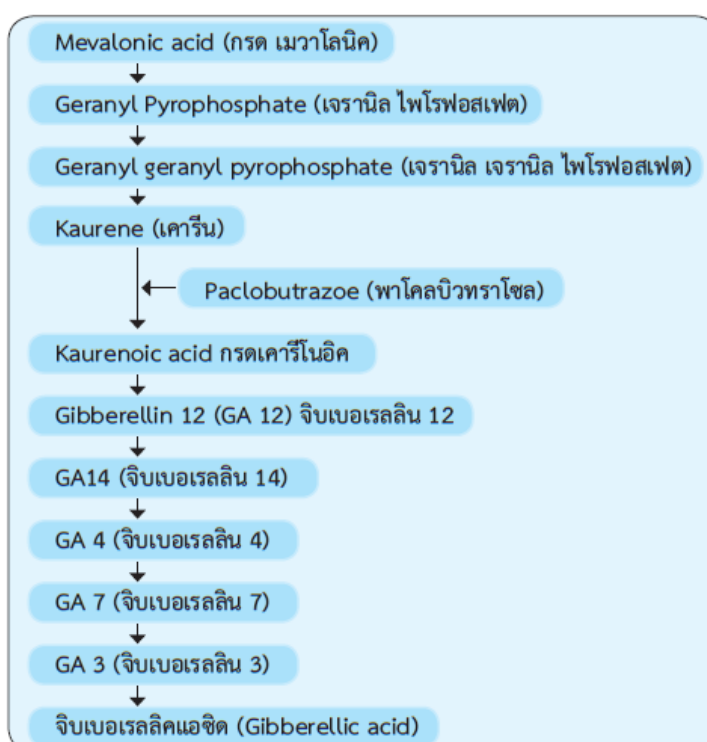 Mevalonic acid (กรด เมวาโลนิค)
Geranyl Pyrophosphate (เจรานิล ไพโรฟอสเฟต)
Geranyl geranyl pyrophosphate (เจรานิล เจรานิล ไพโรฟอสเฟต)
Kaurene (เคารีน)
Paclobutrazoe (พาโคลบิวทราโซล)
Kaurenoic acid กรดเคารีโนอิค
Gibberellin 12 (GA 12) จิบเบอเรลลิน 12
GA14 (จิบเบอเรลลิน 14)
GA 4 (จิบเบอเรลลิน 4)
GA 7 (จิบเบอเรลลิน 7)
GA 3 (จิบเบอเรลลิน 3)
จิบเบอเรลลิคแอซิด (Gibberellic acid)